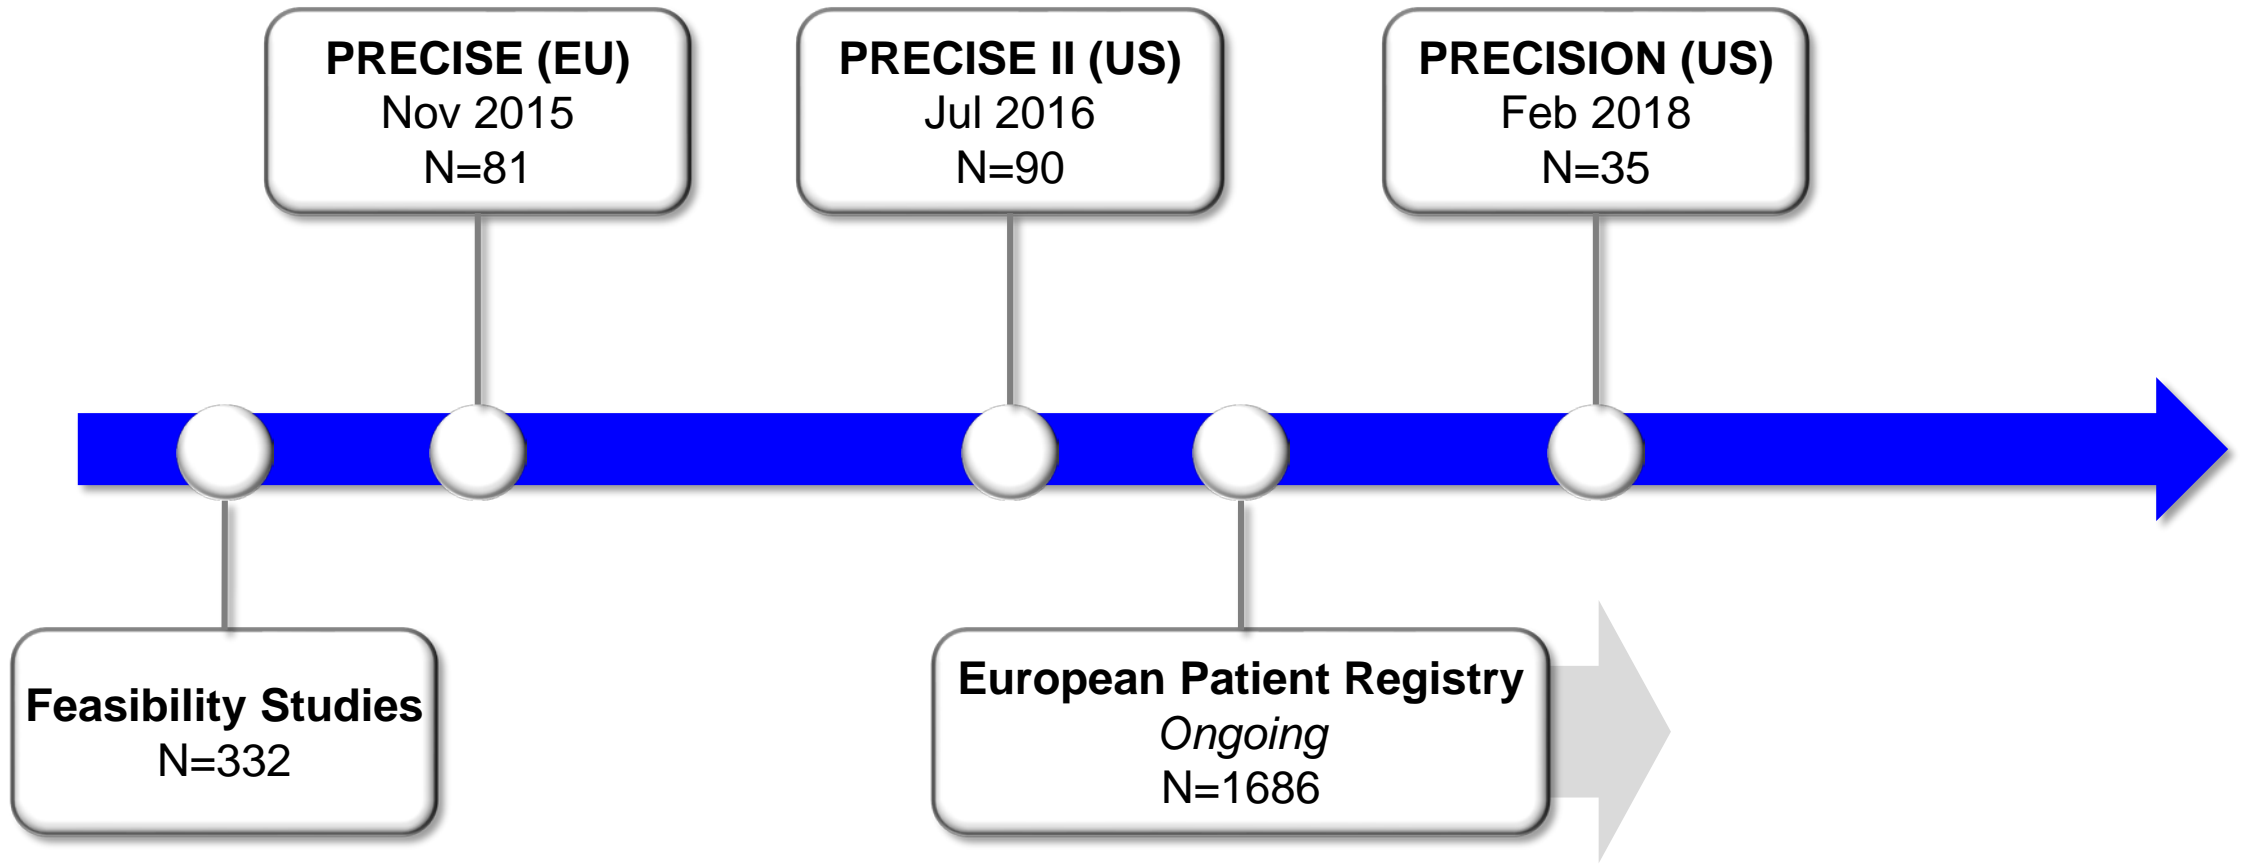 PRECISE (EU)
Nov 2015
N=81
PRECISE II (US)
Jul 2016
N=90
PRECISION (US)
Feb 2018
N=35
Feasibility Studies
N=332
European Patient Registry
Ongoing
N=1686